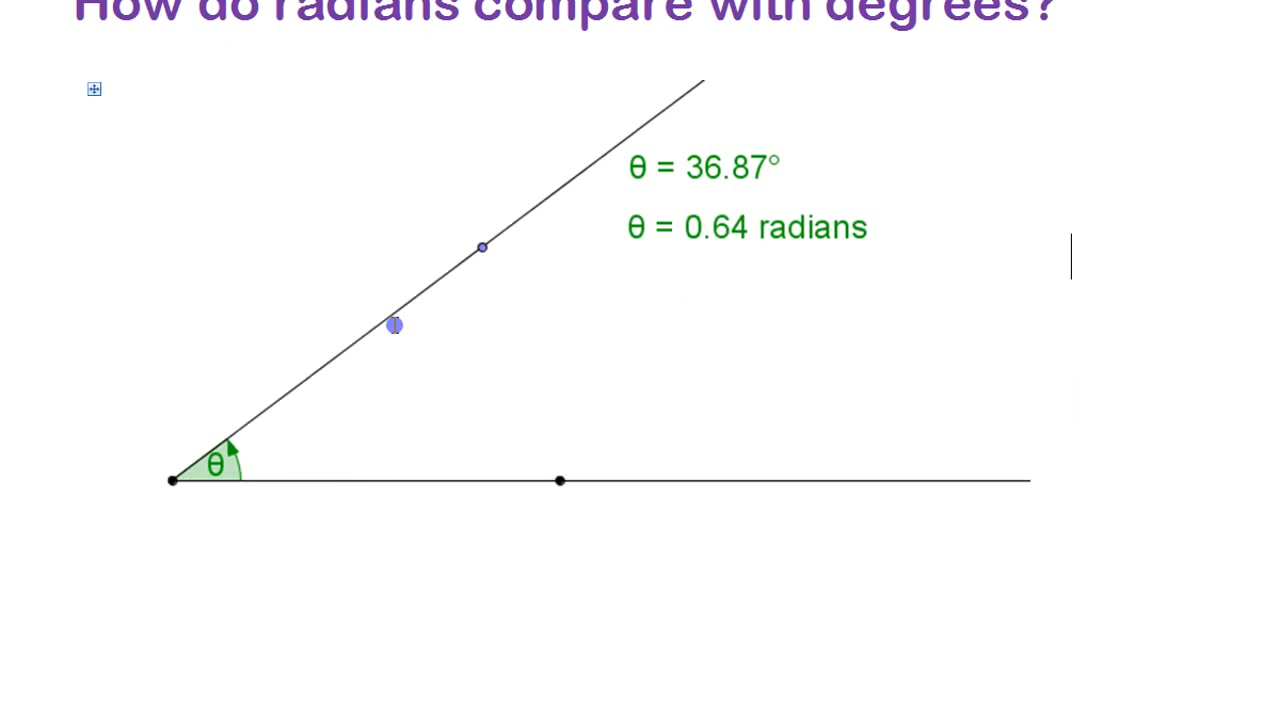 How do radians compare with degrees?
θ = 36.87°
θ = 0.64 radians
θ